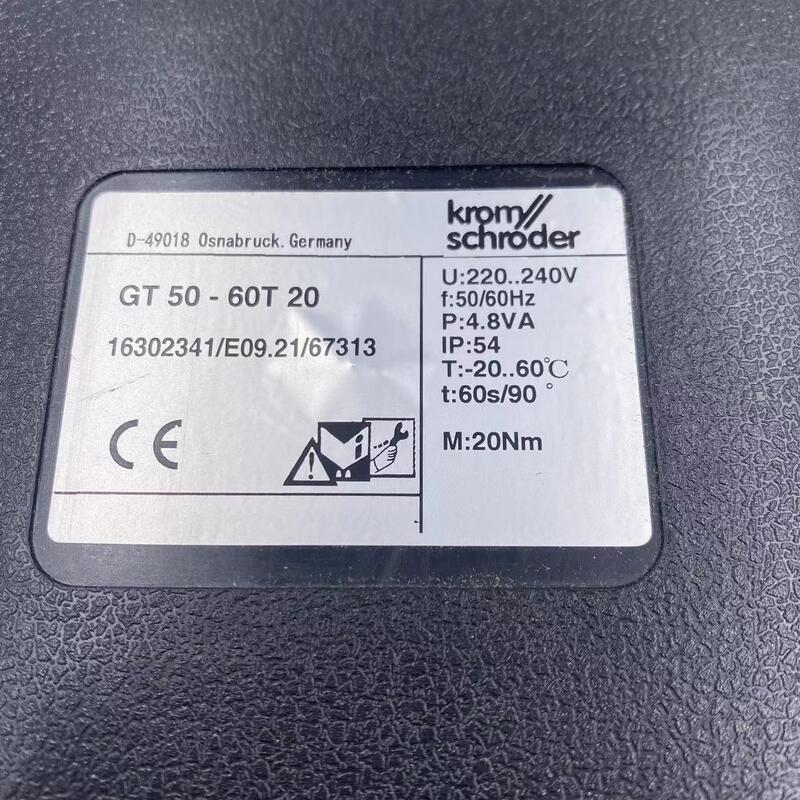 krom//
schroder
D-49018 Osnabruck.Germany
GT 50 - 60T 20
16302341/E09.21/67313
CE
U:220..240V
f:50/60Hz
P:4.8VA
IP:54
T:-20..60℃
t:60s/90 °
M:20Nm